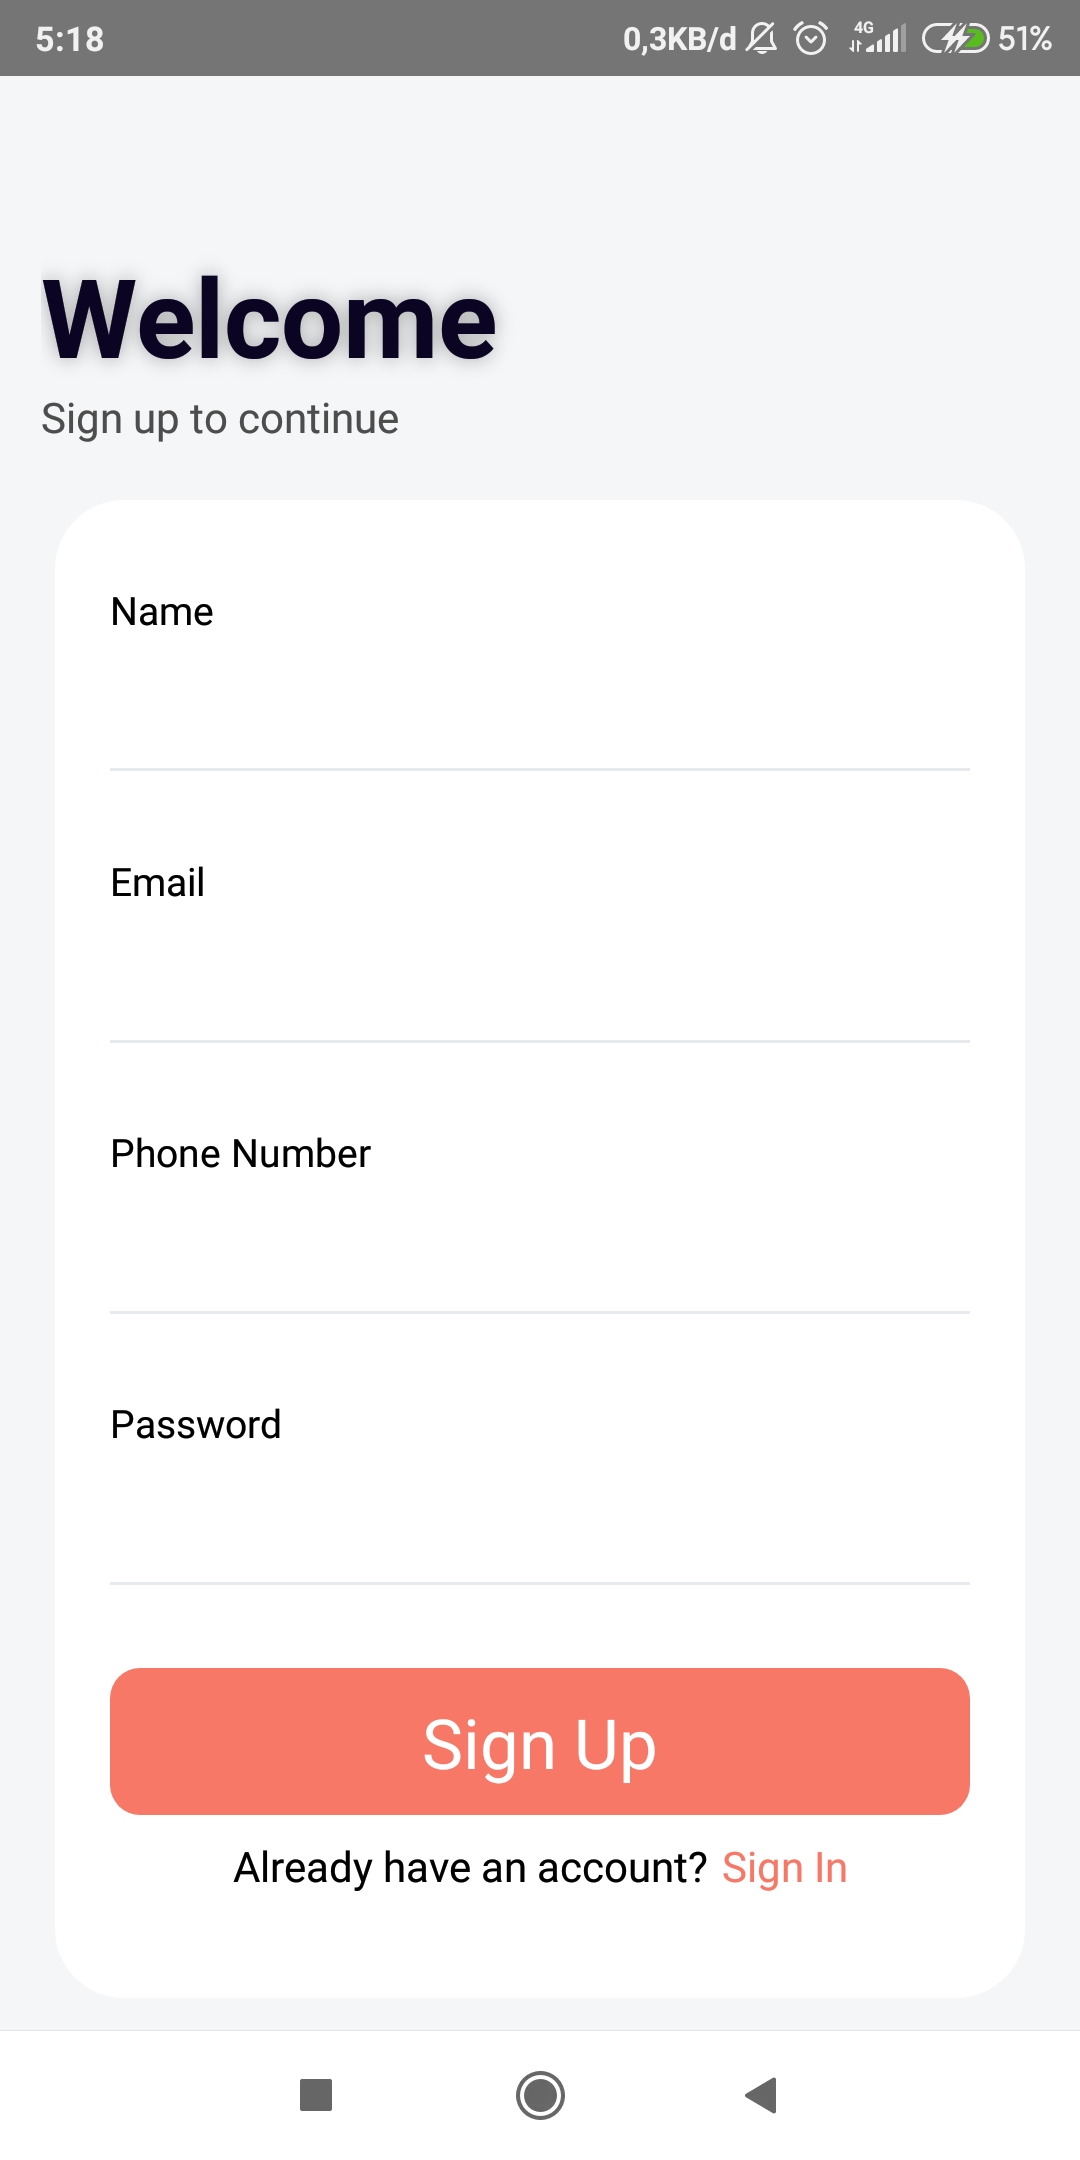 5:18 0,3KB/d 4G 51%
Welcome
Sign up to continue
Name
Email
Phone Number
Password
Sign Up
Already have an account? Sign In